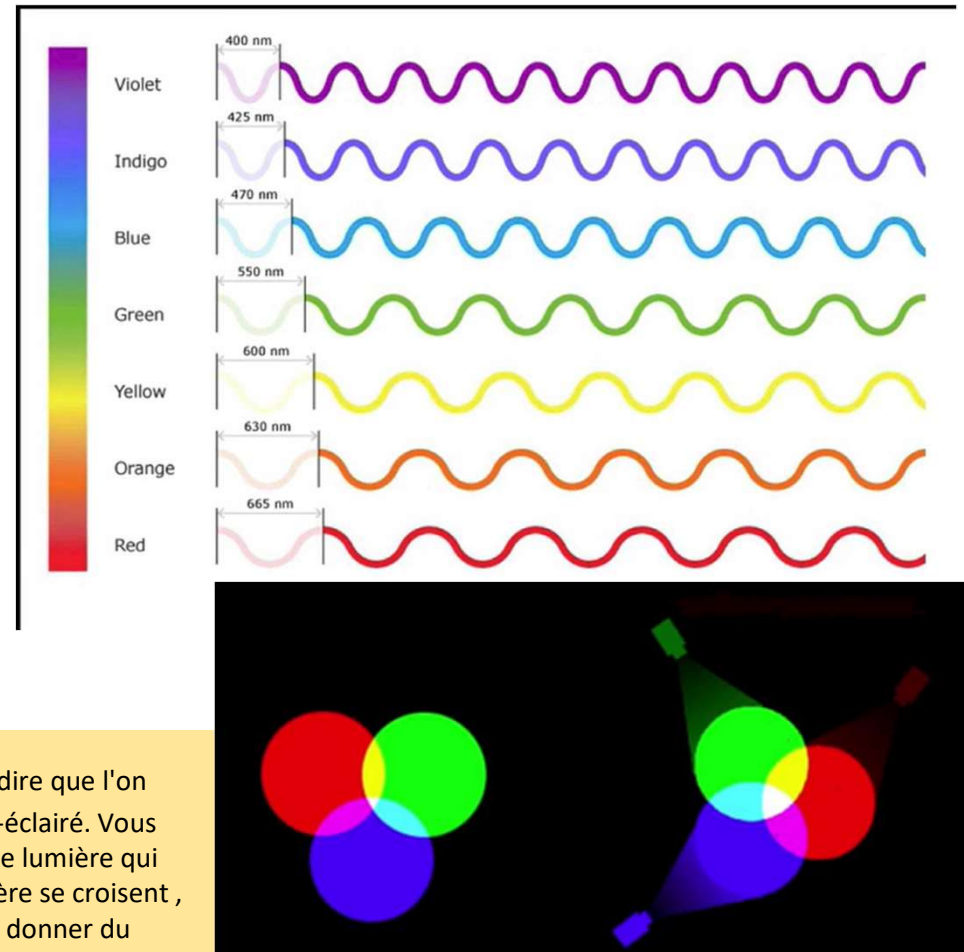 400 nm
Violet
425 nm
Indigo
470 nm
Blue
550 nm
Green
600 nm
Yellow
630 nm
Orange
665 nm
Red
dire que l'on
-éclairé. Vous
e lumière qui
ère se croisent ,
donner du